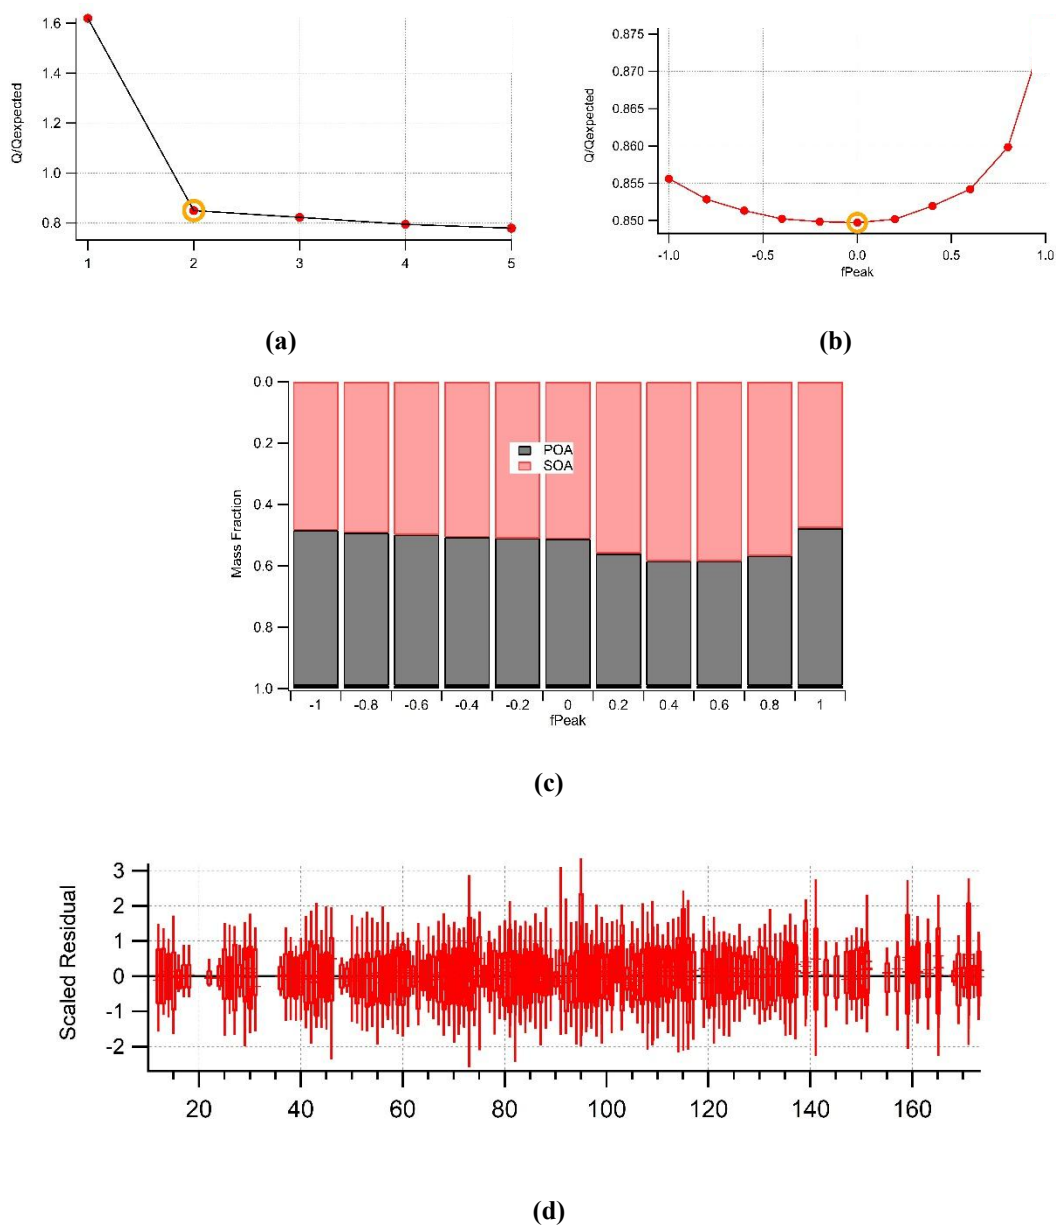 1.6
1.4
1.2
1.0
0.8
Q/Qexpected
1 2 3 4 5
0.875
0.870
0.865
0.860
0.855
0.850
Q/Qexpected
-1.0 -0.5 0.0 0.5 1.0
fPeak
(a)
(b)
0.0
0.2
0.4
0.6
0.8
1.0
Mass Fraction
POA
SOA
-1 -0.8 -0.6 -0.4 -0.2 0 0.2 0.4 0.6 0.8 1
fPeak
(c)
3
2
1
0
-1
-2
Scaled Residual
20 40 60 80 100 120 140 160
(d)